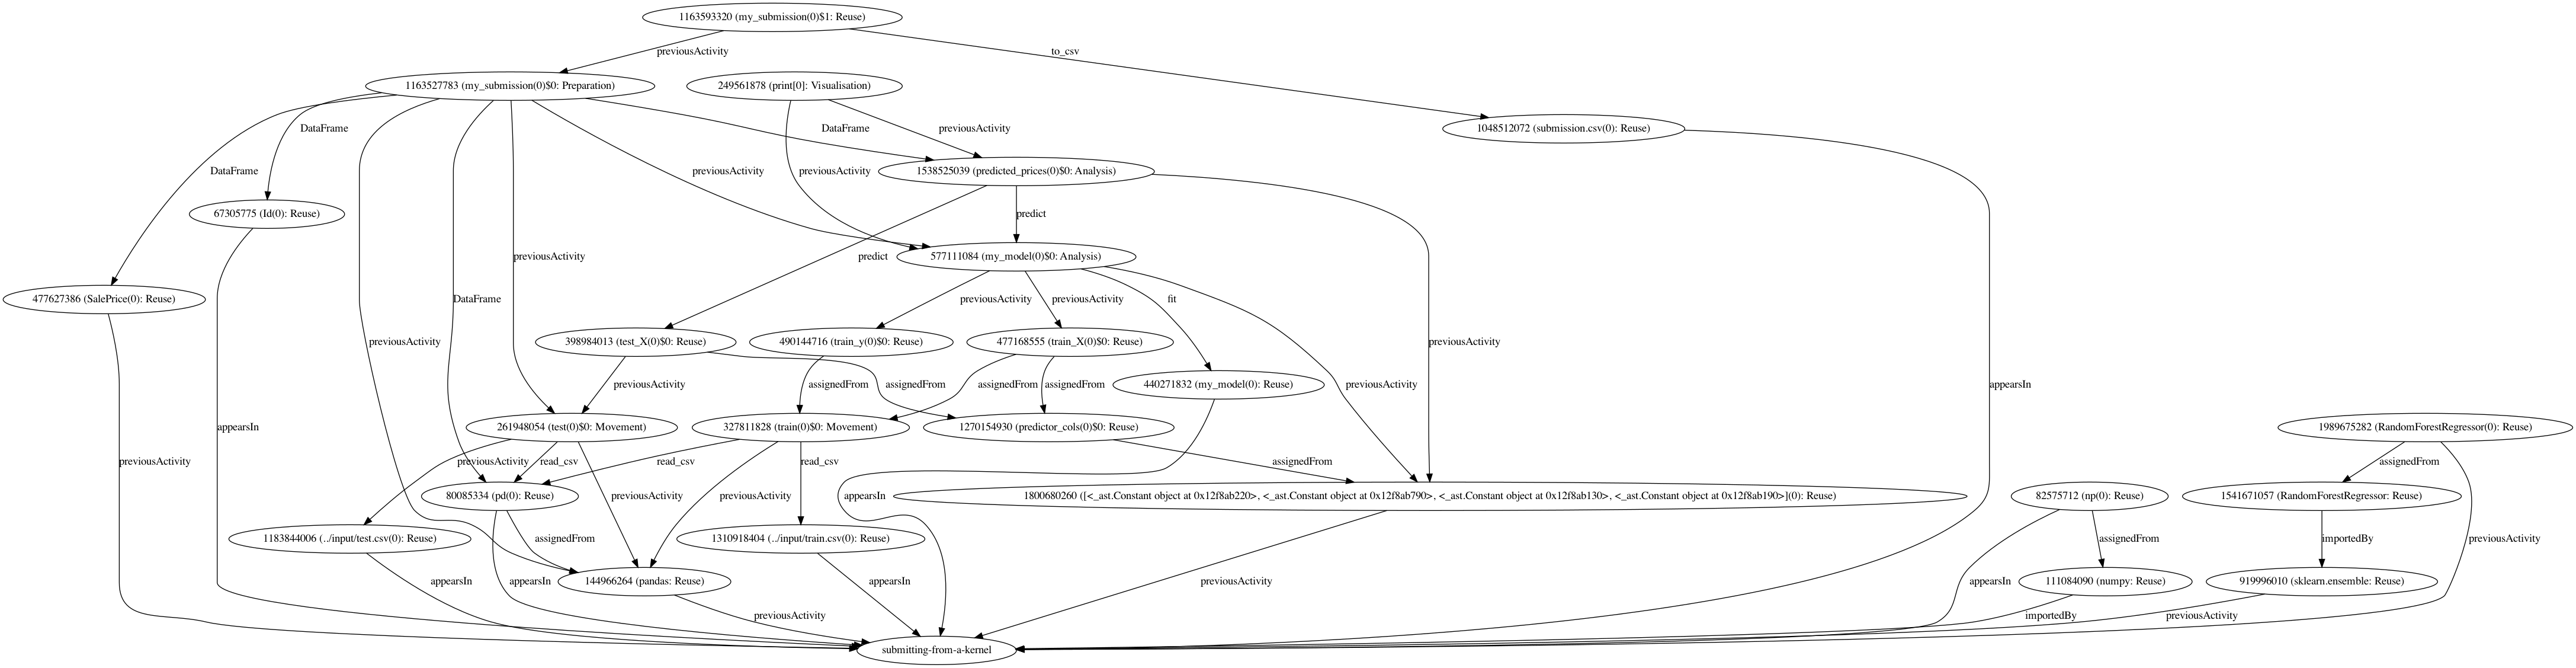 1163593320 (my_submission(0)$1: Reuse)
previousActivity
to_csv
1163527783 (my_submission(0)$0: Preparation)
249561878 (print[0]: Visualisation)
DataFrame
DataFrame
previousActivity
1048512072 (submission.csv(0): Reuse)
DataFrame
previousActivity
previousActivity
1538525039 (predicted_prices(0)$0: Analysis)
67305775 (Id(0): Reuse)
predict
previousActivity
predict
577111084 (my_model(0)$0: Analysis)
477627386 (SalePrice(0): Reuse)
DataFrame
previousActivity
previousActivity
fit
previousActivity
398984013 (test_X(0)$0: Reuse)
490144716 (train_y(0)$0: Reuse)
477168555 (train_X(0)$0: Reuse)
previousActivity
previousActivity
assignedFrom
assignedFrom
assignedFrom
assignedFrom
440271832 (my_model(0): Reuse)
previousActivity
appearsIn
appearsIn
261948054 (test(0)$0: Movement)
327811828 (train(0)$0: Movement)
1270154930 (predictor_cols(0)$0: Reuse)
1989675282 (RandomForestRegressor(0): Reuse)
previousActivity
previousActivity
read_csv
read_csv
read_csv
assignedFrom
assignedFrom
80085334 (pd(0): Reuse)
previousActivity
previousActivity
appearsIn
1800680260 ([<_ast.Constant object at 0x12f8ab220>, <_ast.Constant object at 0x12f8ab790>, <_ast.Constant object at 0x12f8ab130>, <_ast.Constant object at 0x12f8ab190>](0): Reuse)
82575712 (np(0): Reuse)
1541671057 (RandomForestRegressor: Reuse)
1183844006 (../input/test.csv(0): Reuse)
assignedFrom
1310918404 (../input/train.csv(0): Reuse)
assignedFrom
importedBy
previousActivity
appearsIn
appearsIn
144966264 (pandas: Reuse)
appearsIn
previousActivity
appearsIn
111084090 (numpy: Reuse)
919996010 (sklearn.ensemble: Reuse)
previousActivity
importedBy
previousActivity
submitting-from-a-kernel